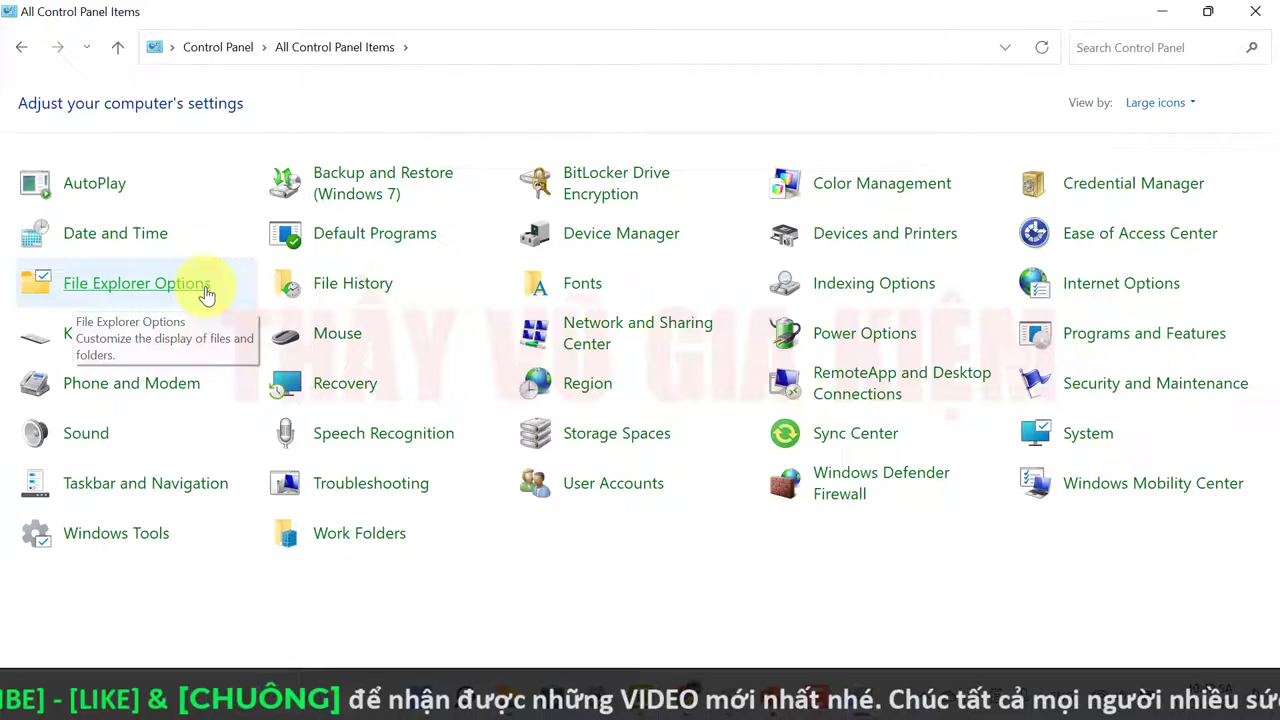 All Control Panel Items
Control Panel
All Control Panel Items
Search Control Panel
Adjust your computer's settings
View by:
Large icons
AutoPlay
Backup and Restore
(Windows 7)
BitLocker Drive
Encryption
Color Management
Credential Manager
Date and Time
Default Programs
Device Manager
Devices and Printers
Ease of Access Center
File Explorer Options
File History
Fonts
Indexing Options
Internet Options
File Explorer Options
Customize the display of files and
folders.
K
Mouse
Network and Sharing
Center
Power Options
Programs and Features
Phone and Modem
Recovery
Region
RemoteApp and Desktop
Connections
Security and Maintenance
Sound
Speech Recognition
Storage Spaces
Sync Center
System
Taskbar and Navigation
Troubleshooting
User Accounts
Windows Defender
Firewall
Windows Mobility Center
Windows Tools
Work Folders
THẦY VÕ GIA KIỆN
IBE] - [LIKE] & [CHUÔNG] để nhận được những VIDEO mới nhất nhé. Chúc tất cả mọi người nhiều sứ